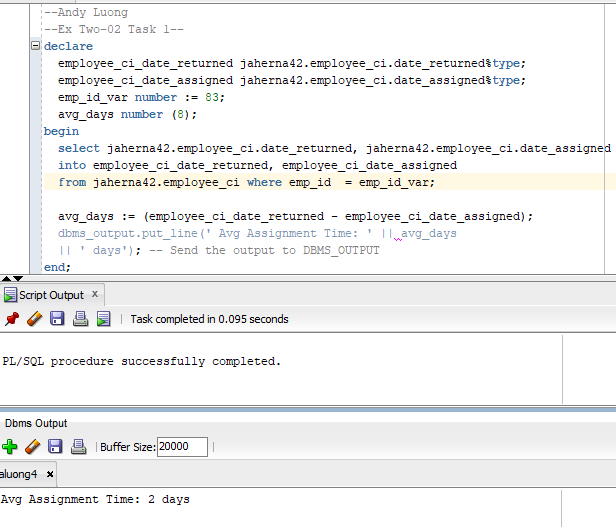 --Andy Luong
--Ex Two-02 Task 1--
declare
employee_ci_date_returned jaherna42.employee_ci.date_returned%type;
employee_ci_date_assigned jaherna42.employee_ci.date_assigned%type;
emp_id_var number := 83;
avg_days number (8);
begin
select jaherna42.employee_ci.date_returned, jaherna42.employee_ci.date_assigned
into employee_ci_date_returned, employee_ci_date_assigned
from jaherna42.employee_ci where emp_id  = emp_id_var;
avg_days := (employee_ci_date_returned - employee_ci_date_assigned);
dbms_output.put_line(' Avg Assignment Time: ' || avg_days
|| ' days'); -- Send the output to DBMS_OUTPUT
end;
Script Output x
Task completed in 0.095 seconds
PL/SQL procedure successfully completed.
Dbms Output
Buffer Size: 20000
aluong4 x
Avg Assignment Time: 2 days